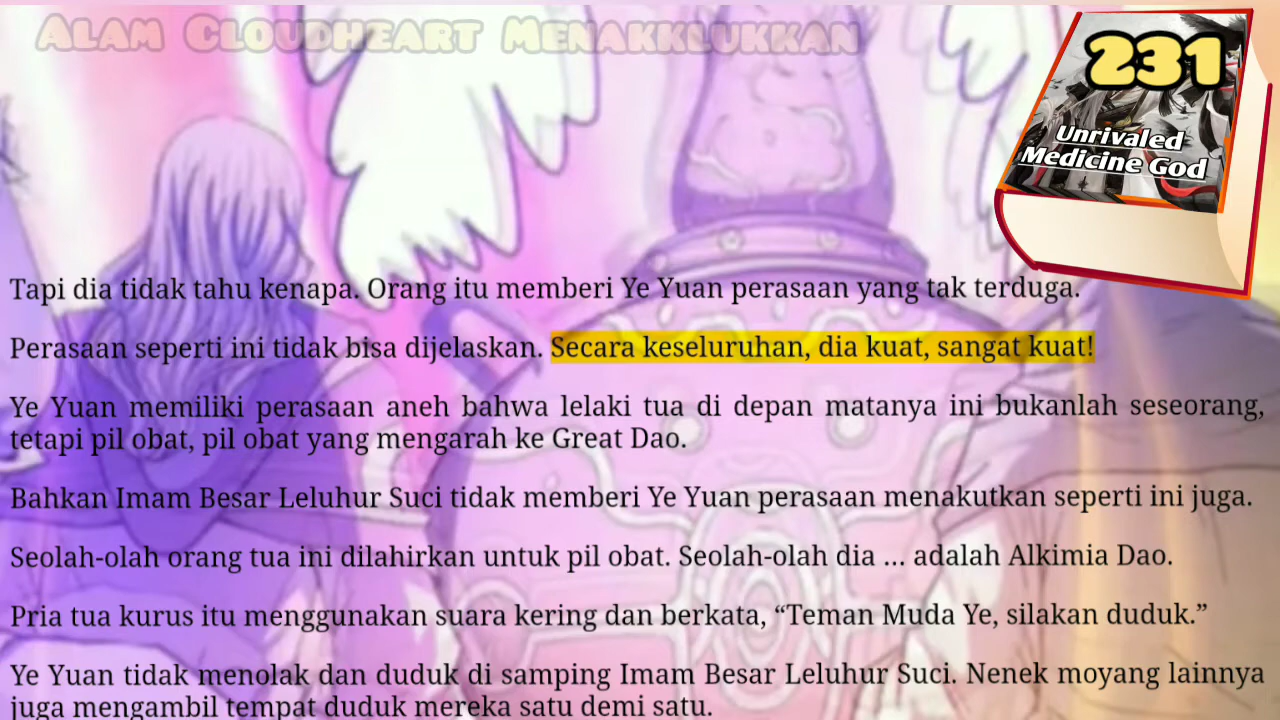 Alam Cloudheart Menakklukkan
231
Unrivaled
Medicine God
Tapi dia tidak tahu kenapa. Orang itu memberi Ye Yuan perasaan yang tak terduga.
Perasaan seperti ini tidak bisa dijelaskan. Secara keseluruhan, dia kuat, sangat kuat!
Ye Yuan memiliki perasaan aneh bahwa lelaki tua di depan matanya ini bukanlah seseorang,
tetapi pil obat, pil obat yang mengarah ke Great Dao.
Bahkan Imam Besar Leluhur Suci tidak memberi Ye Yuan perasaan menakutkan seperti ini juga.
Seolah-olah orang tua ini dilahirkan untuk pil obat. Seolah-olah dia ... adalah Alkimia Dao.
Pria tua kurus itu menggunakan suara kering dan berkata, “Teman Muda Ye, silakan duduk.”
Ye Yuan tidak menolak dan duduk di samping Imam Besar Leluhur Suci. Nenek moyang lainnya
juga mengambil tempat duduk mereka satu demi satu.